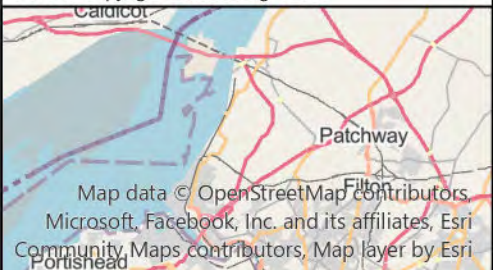 Caldicot
Patchway
Filton
Map data © OpenStreetMap contributors,
Microsoft, Facebook, Inc. and its affiliates, Esri
Community Maps contributors, Map layer by Esri
Portishead